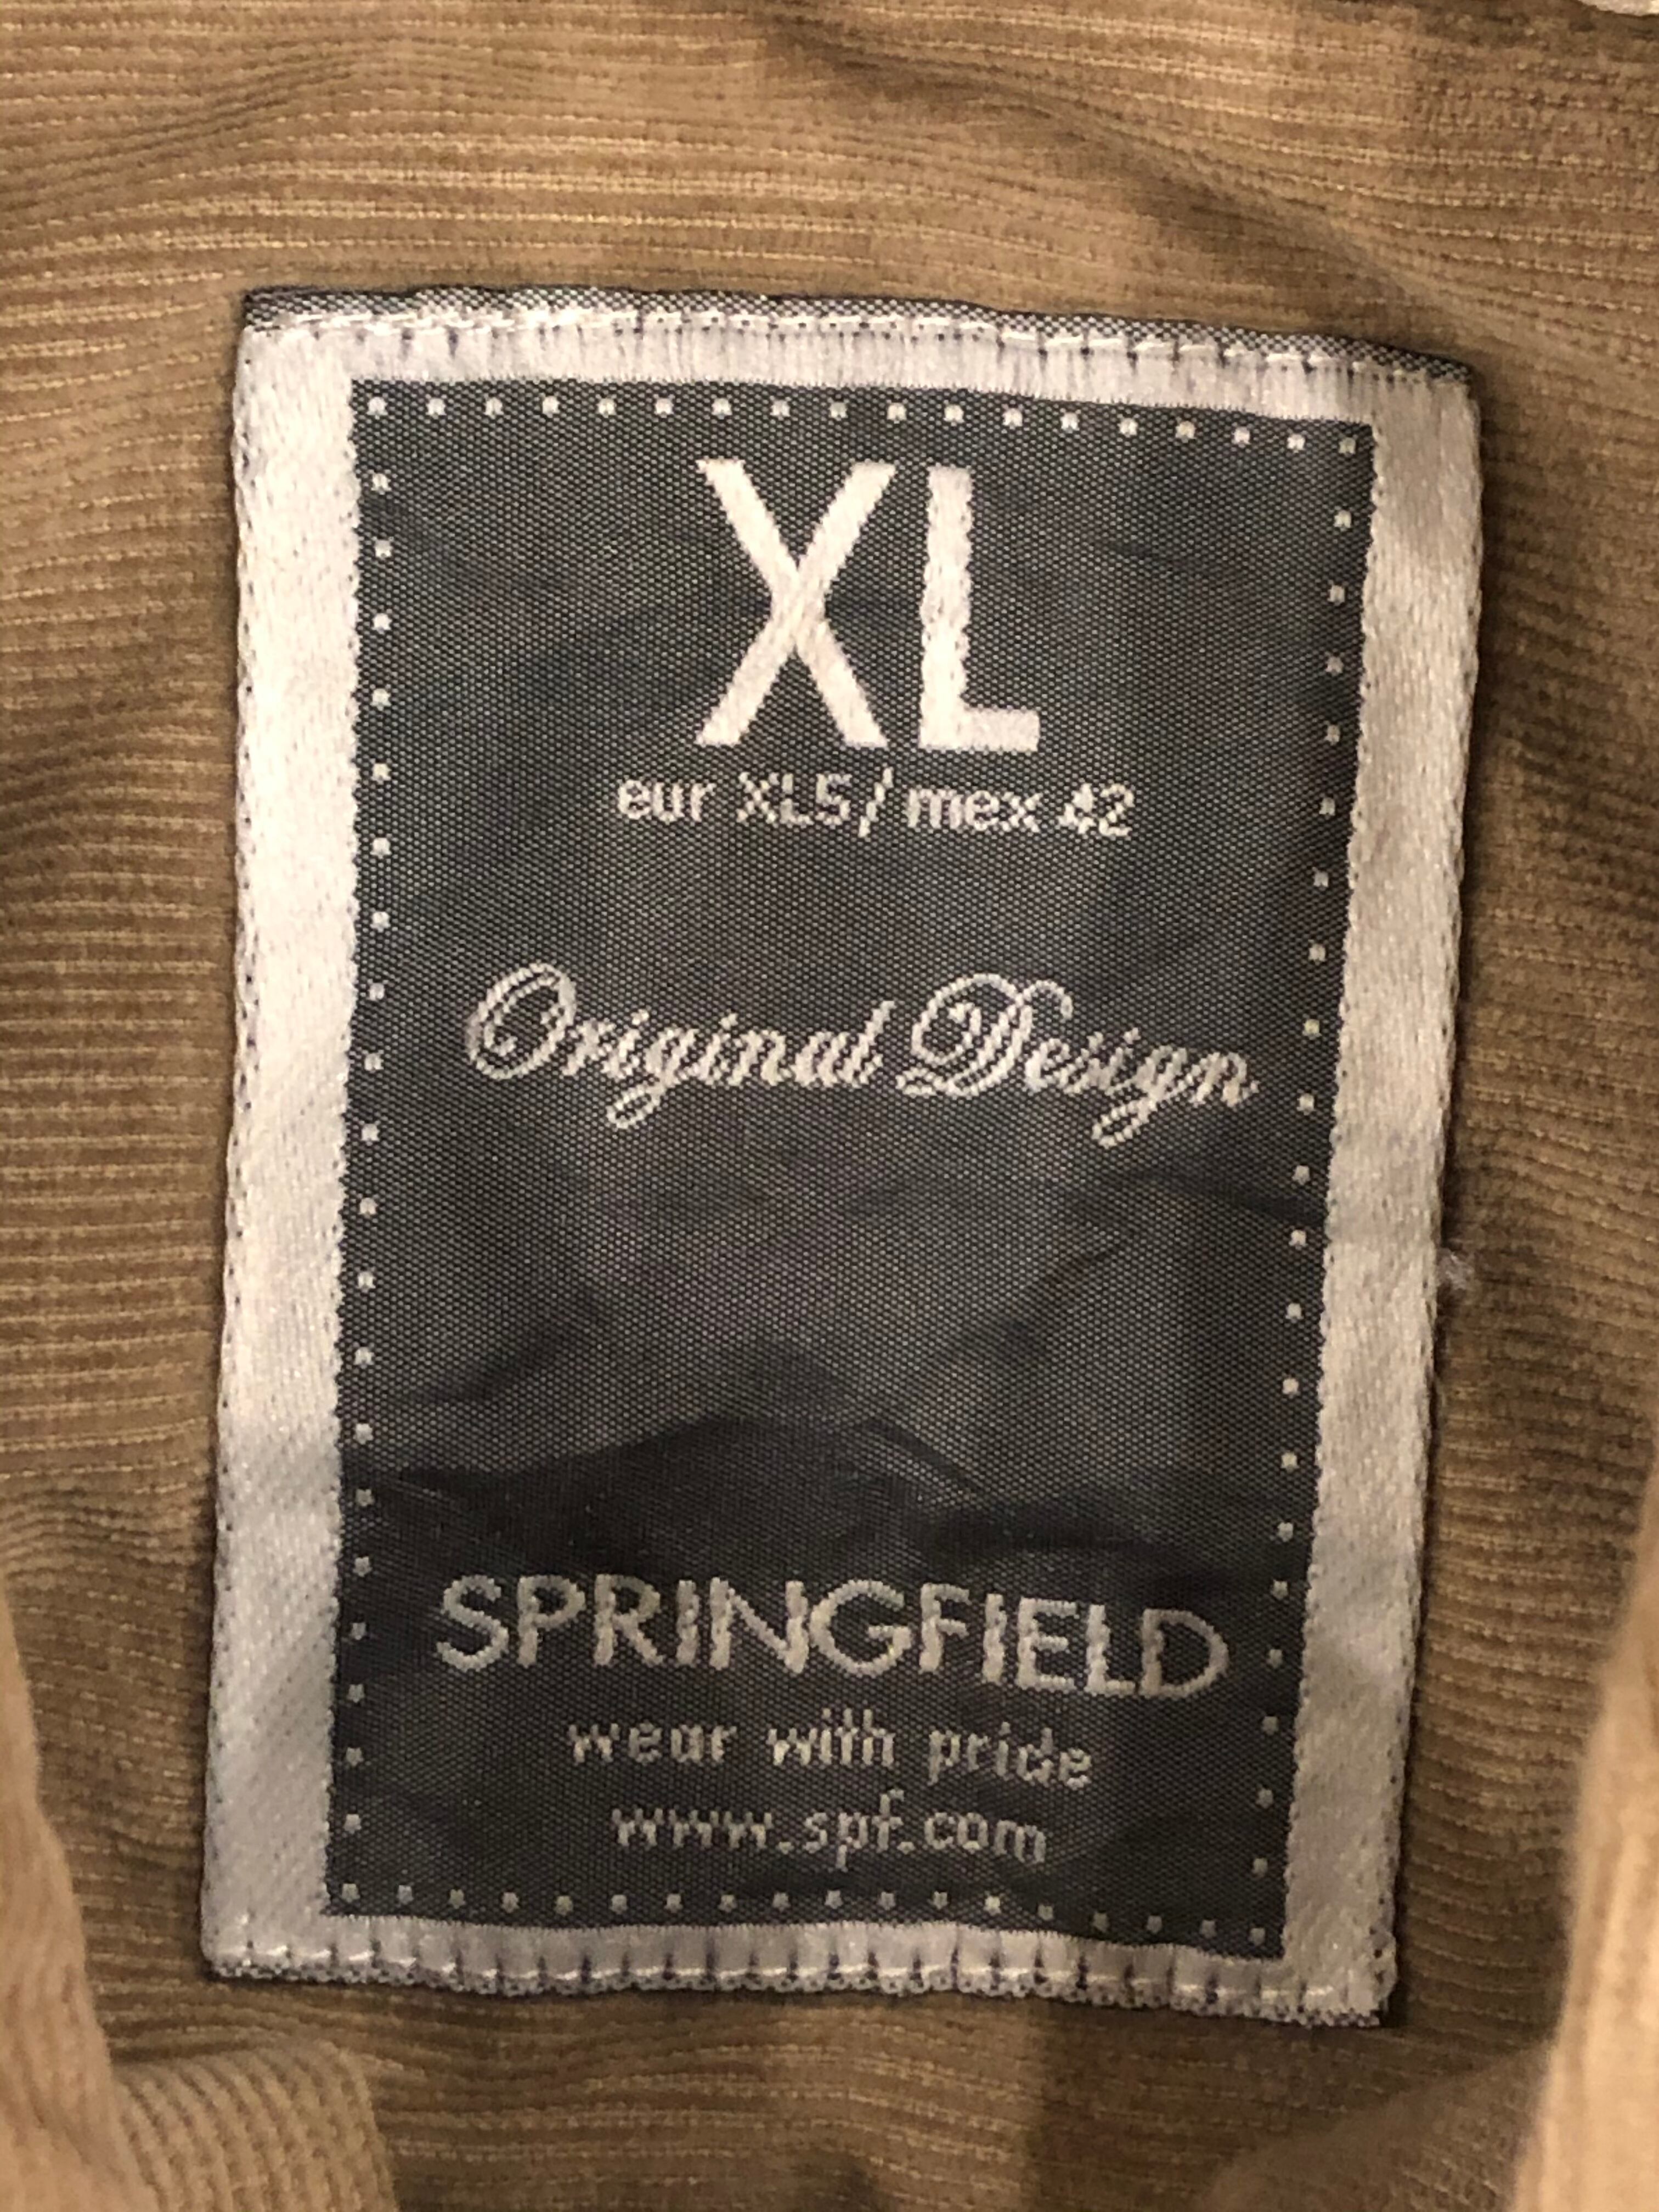 XL
eur XL5/ mex 42
Original Design
SPRINGFIELD
wear with pride
www.spf.com